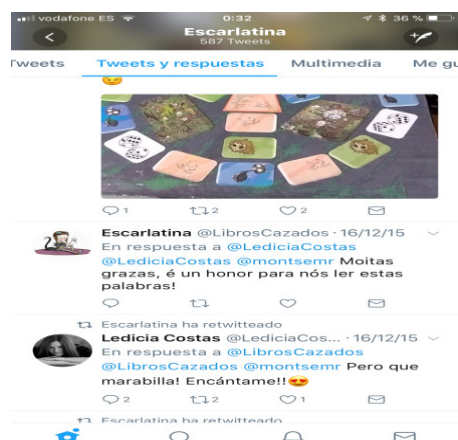 vodafone ES 0:32 36 %
Escarlatina
587 Tweets
Tweets Tweets y respuestas Multimedia Me gu
1 2 2
Escarlatina @LibrosCazados · 16/12/15
En respuesta a @LediciaCostas
@LediciaCostas @montsemr Moitas
grazas, é un honor para nós ler estas
palabras!
Escarlatina ha retwitteado
Ledicia Costas @LediciaCos... · 16/12/15
En respuesta a @LibrosCazados
@LibrosCazados @montsemr Pero que
marabilla! Encántame!!😍
2 2 1
Escarlatina ha retwitteado